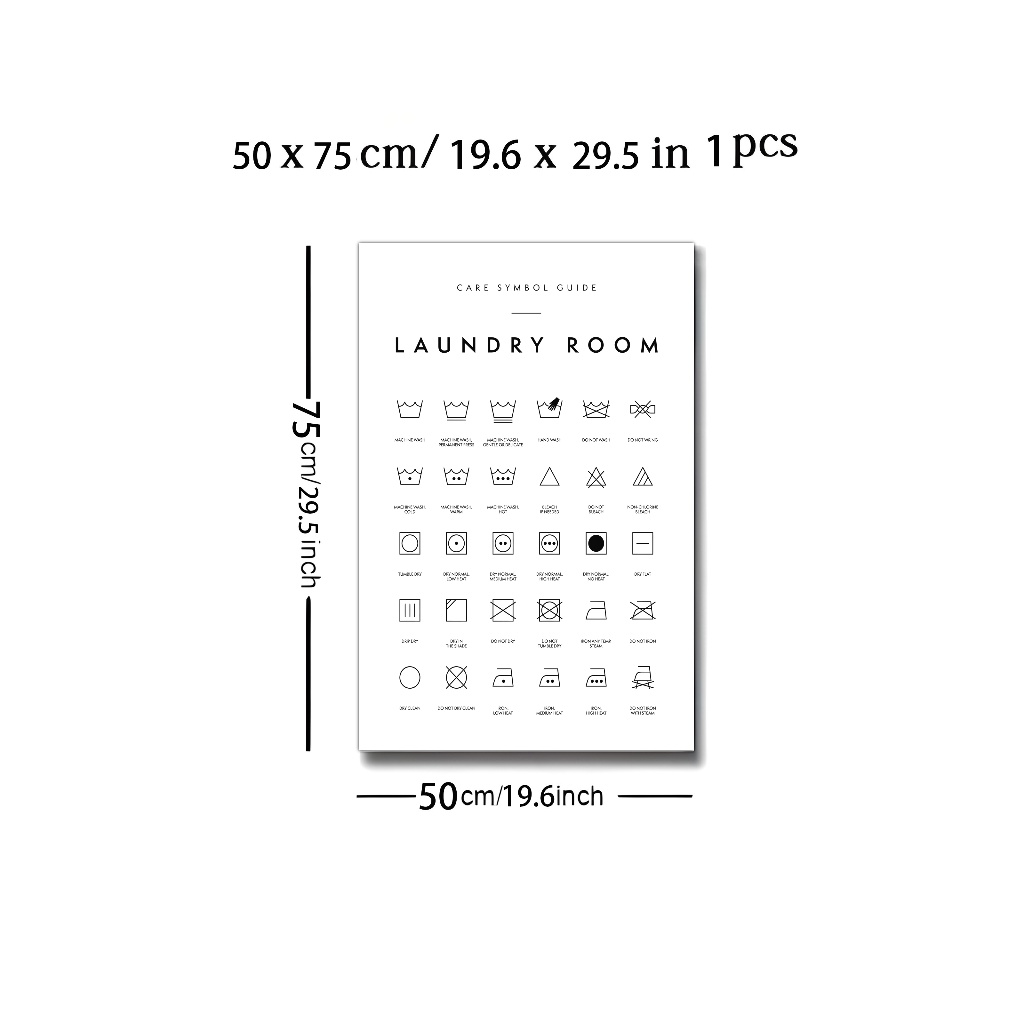 50 x 75 cm/ 19.6 x 29.5 in 1 pcs
CARE SYMBOL GUIDE
LAUNDRY ROOM
MACHINE WASH
MACHINE WASH,
PERMANENT PRESS
MACHINE WASH,
GENTLE OR DELICATE
HAND WASH
DO NOT WASH
DO NOT WRING
MACHINE WASH,
COLD
MACHINE WASH,
WARM
MACHINE WASH,
HOT
BLEACH
IF NEEDED
DO NOT
BLEACH
NON-CHLORINE
BLEACH
TUMBLE DRY
DRY NORMAL,
LOW HEAT
DRY NORMAL,
MEDIUM HEAT
DRY NORMAL,
HIGH HEAT
DRY NORMAL,
NO HEAT
DRY FLAT
DRIP DRY
DRY IN
THE SHADE
DO NOT DRY
DO NOT
TUMBLE DRY
IRON ANY TEMP,
STEAM
DO NOT IRON
DRY CLEAN
DO NOT DRY CLEAN
IRON,
LOW HEAT
IRON,
MEDIUM HEAT
IRON,
HIGH HEAT
DO NOT IRON
WITH STEAM
75cm/29.5inch
50cm/19.6inch